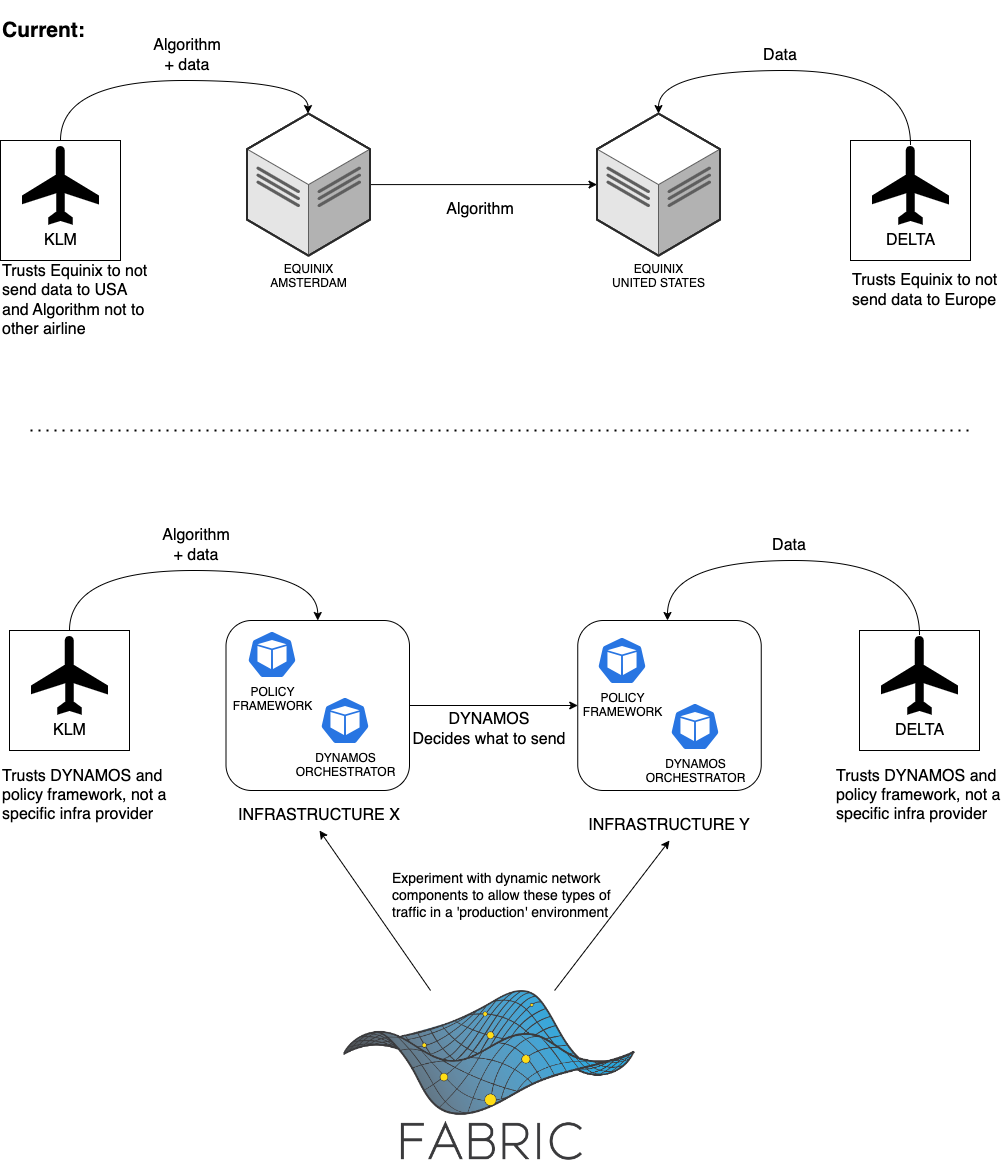 Current:
Algorithm
+ data
Data
KLM
Algorithm
DELTA
EQUINIX
AMSTERDAM
EQUINIX
UNITED STATES
Trusts Equinix to not
send data to USA
and Algorithm not to
other airline
Trusts Equinix to not
send data to Europe
Algorithm
+ data
Data
KLM
POLICY
FRAMEWORK
DYNAMOS
ORCHESTRATOR
DYNAMOS
Decides what to send
POLICY
FRAMEWORK
DYNAMOS
ORCHESTRATOR
DELTA
Trusts DYNAMOS and
policy framework, not a
specific infra provider
INFRASTRUCTURE X
INFRASTRUCTURE Y
Trusts DYNAMOS and
policy framework, not a
specific infra provider
Experiment with dynamic network
components to allow these types of
traffic in a 'production' environment
FABRIC